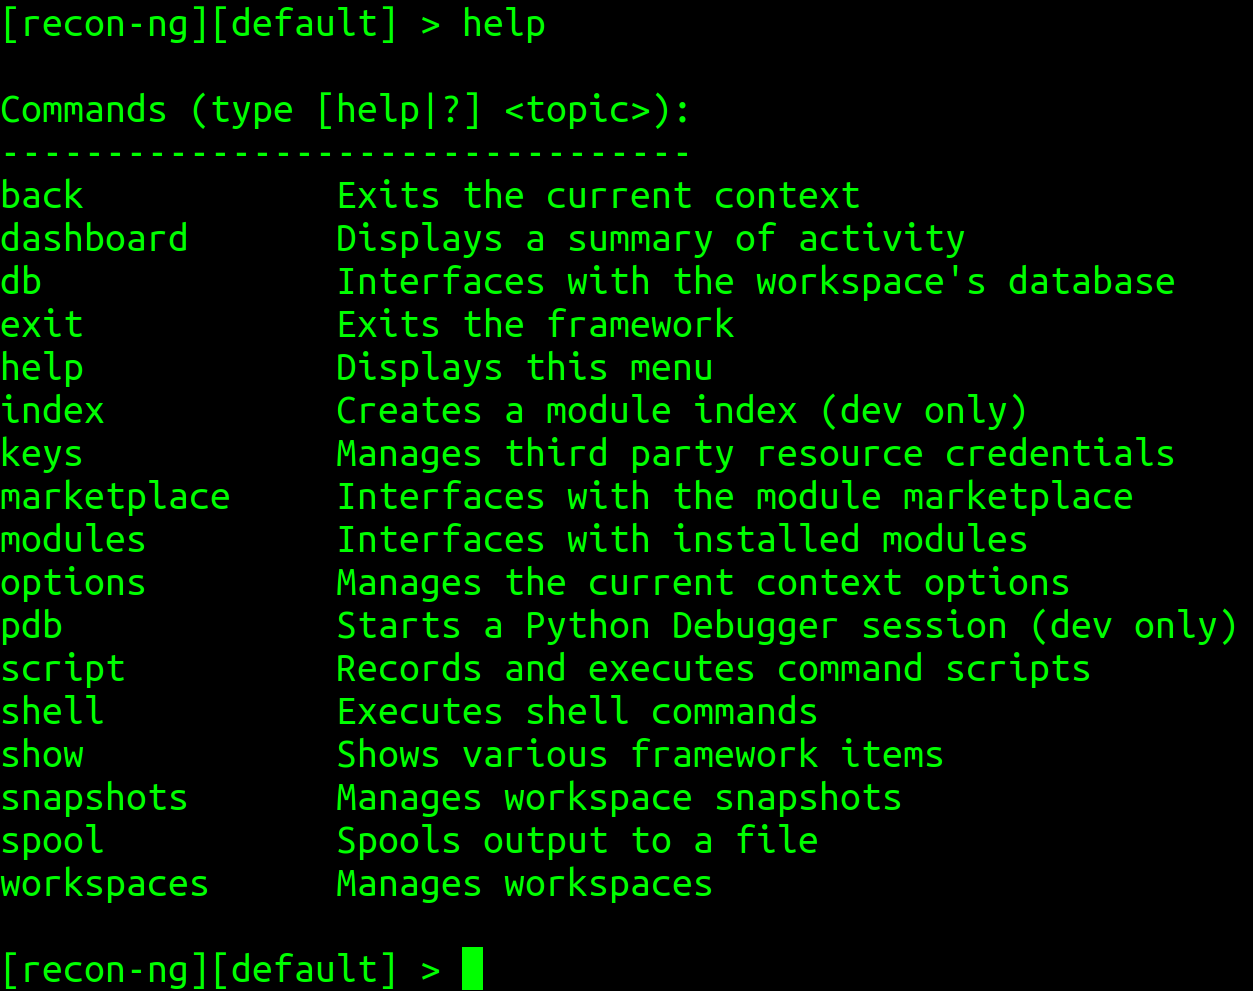 [recon-ng][default] > help
Commands (type [help|?] <topic>):
---------------------------------
back            Exits the current context
dashboard       Displays a summary of activity
db              Interfaces with the workspace's database
exit            Exits the framework
help            Displays this menu
index           Creates a module index (dev only)
keys            Manages third party resource credentials
marketplace     Interfaces with the module marketplace
modules         Interfaces with installed modules
options         Manages the current context options
pdb             Starts a Python Debugger session (dev only)
script          Records and executes command scripts
shell           Executes shell commands
show            Shows various framework items
snapshots       Manages workspace snapshots
spool           Spools output to a file
workspaces      Manages workspaces
[recon-ng][default] >